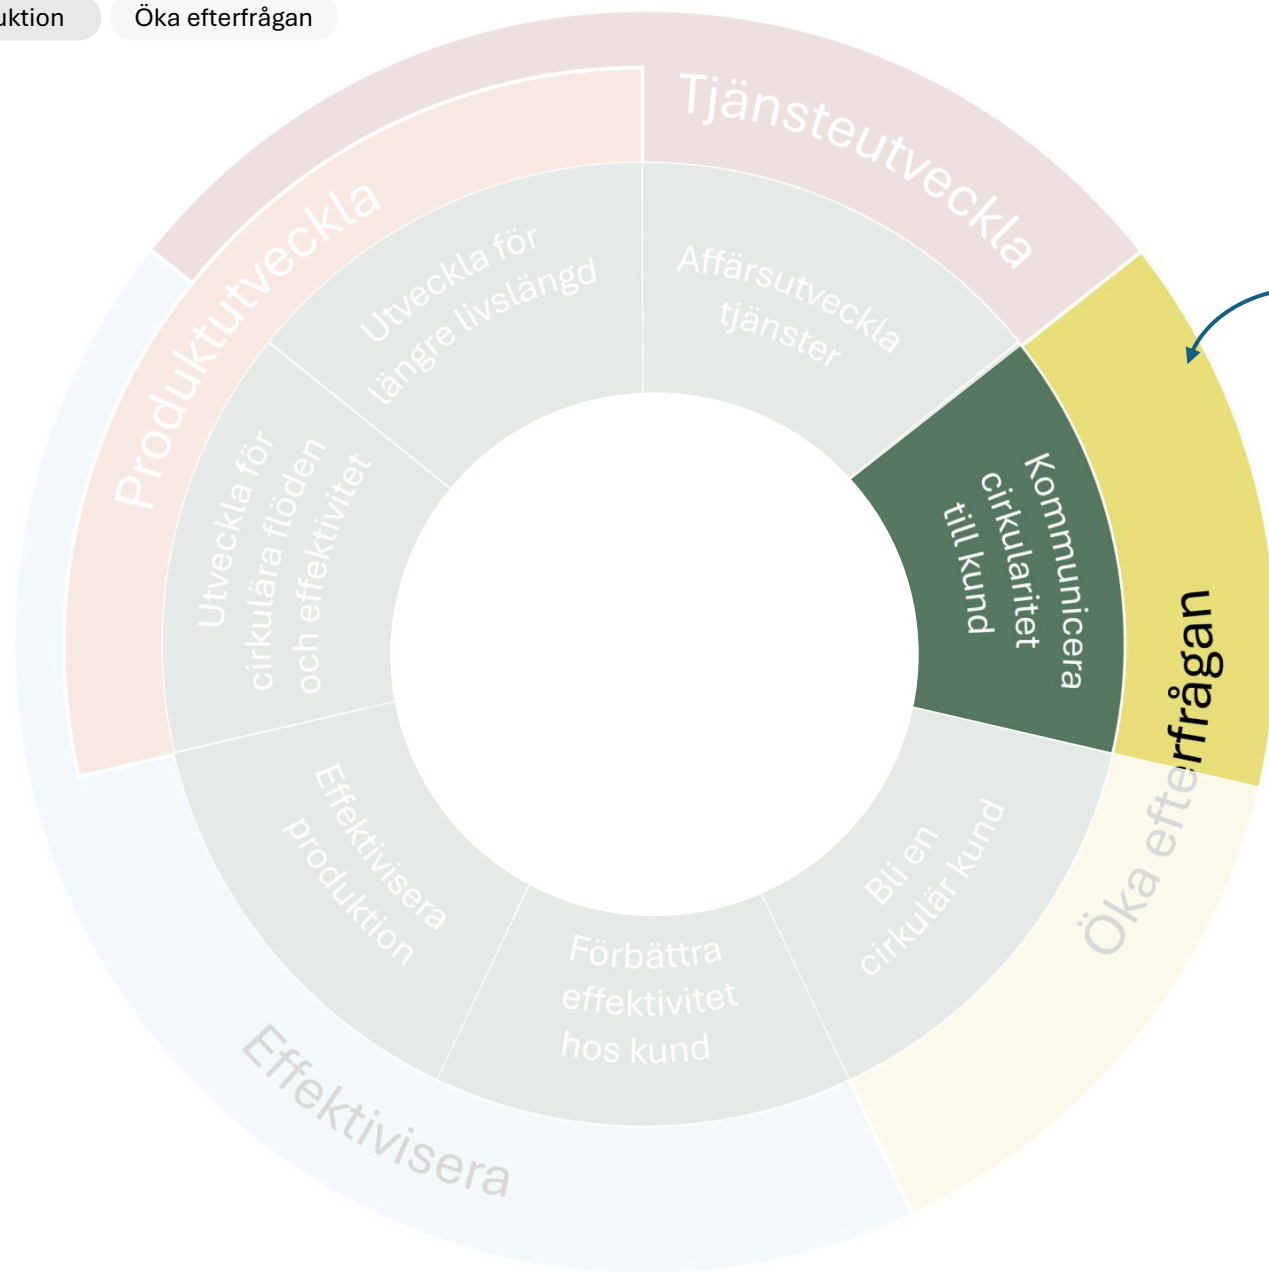 uktion
Öka efterfrågan
Tjänsteutveckla
Produktutveckla
Utveckla för
längre livslängd
Affärsutveckla
tjänster
Utveckla för
cirkulära flöden
och effektivitet
Kommunicera
cirkularitet
till kund
Öka efterfrågan
Effektivisera
produktion
Förbättra
effektivitet
hos kund
Bli en
cirkulär kund
Effektivisera